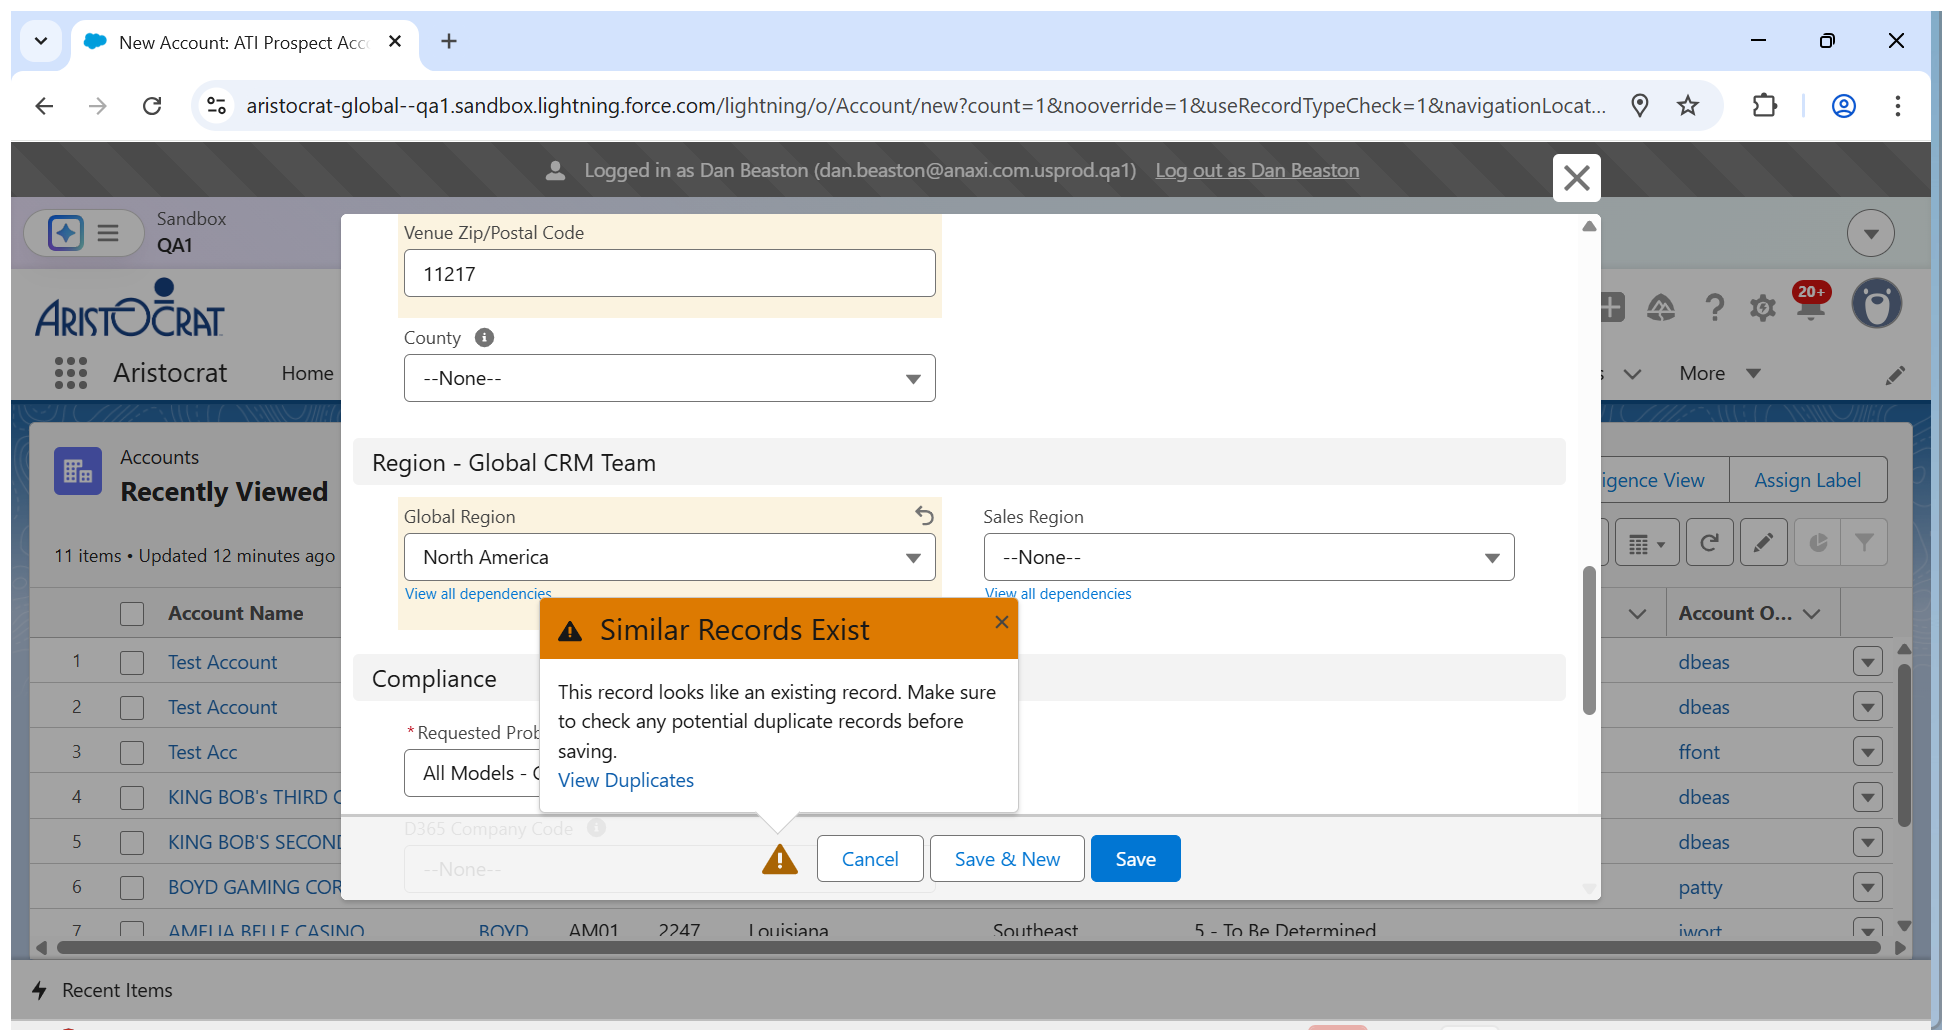 New Account: ATI Prospect Acc
aristocrat-global--qa1.sandbox.lightning.force.com/lightning/o/Account/new?count=1&nooverride=1&useRecordTypeCheck=1&navigationLocat...
Logged in as Dan Beaston (dan.beaston@anaxi.com.usprod.qa1) Log out as Dan Beaston
Sandbox
QA1
ARISTOCRAT
20+
Aristocrat Home
More
Accounts
Recently Viewed
11 items • Updated 12 minutes ago
igence View
Assign Label
Account Name
Account O...
1 Test Account dbeas
2 Test Account dbeas
3 Test Acc ffont
4 KING BOB's THIRD C dbeas
5 KING BOB'S SECOND dbeas
6 BOYD GAMING COR patty
7 AMELIA BELLE CASINO BOYD AM01 2247 Louisiana Southeast 5 - To Be Determined jwort
Venue Zip/Postal Code
11217
County
--None--
Region - Global CRM Team
Global Region
North America
View all dependencies
Sales Region
--None--
View all dependencies
Compliance
*Requested Prob
All Models - C
D365 Company Code
--None--
Similar Records Exist
This record looks like an existing record. Make sure
to check any potential duplicate records before
saving.
View Duplicates
Cancel
Save & New
Save
Recent Items